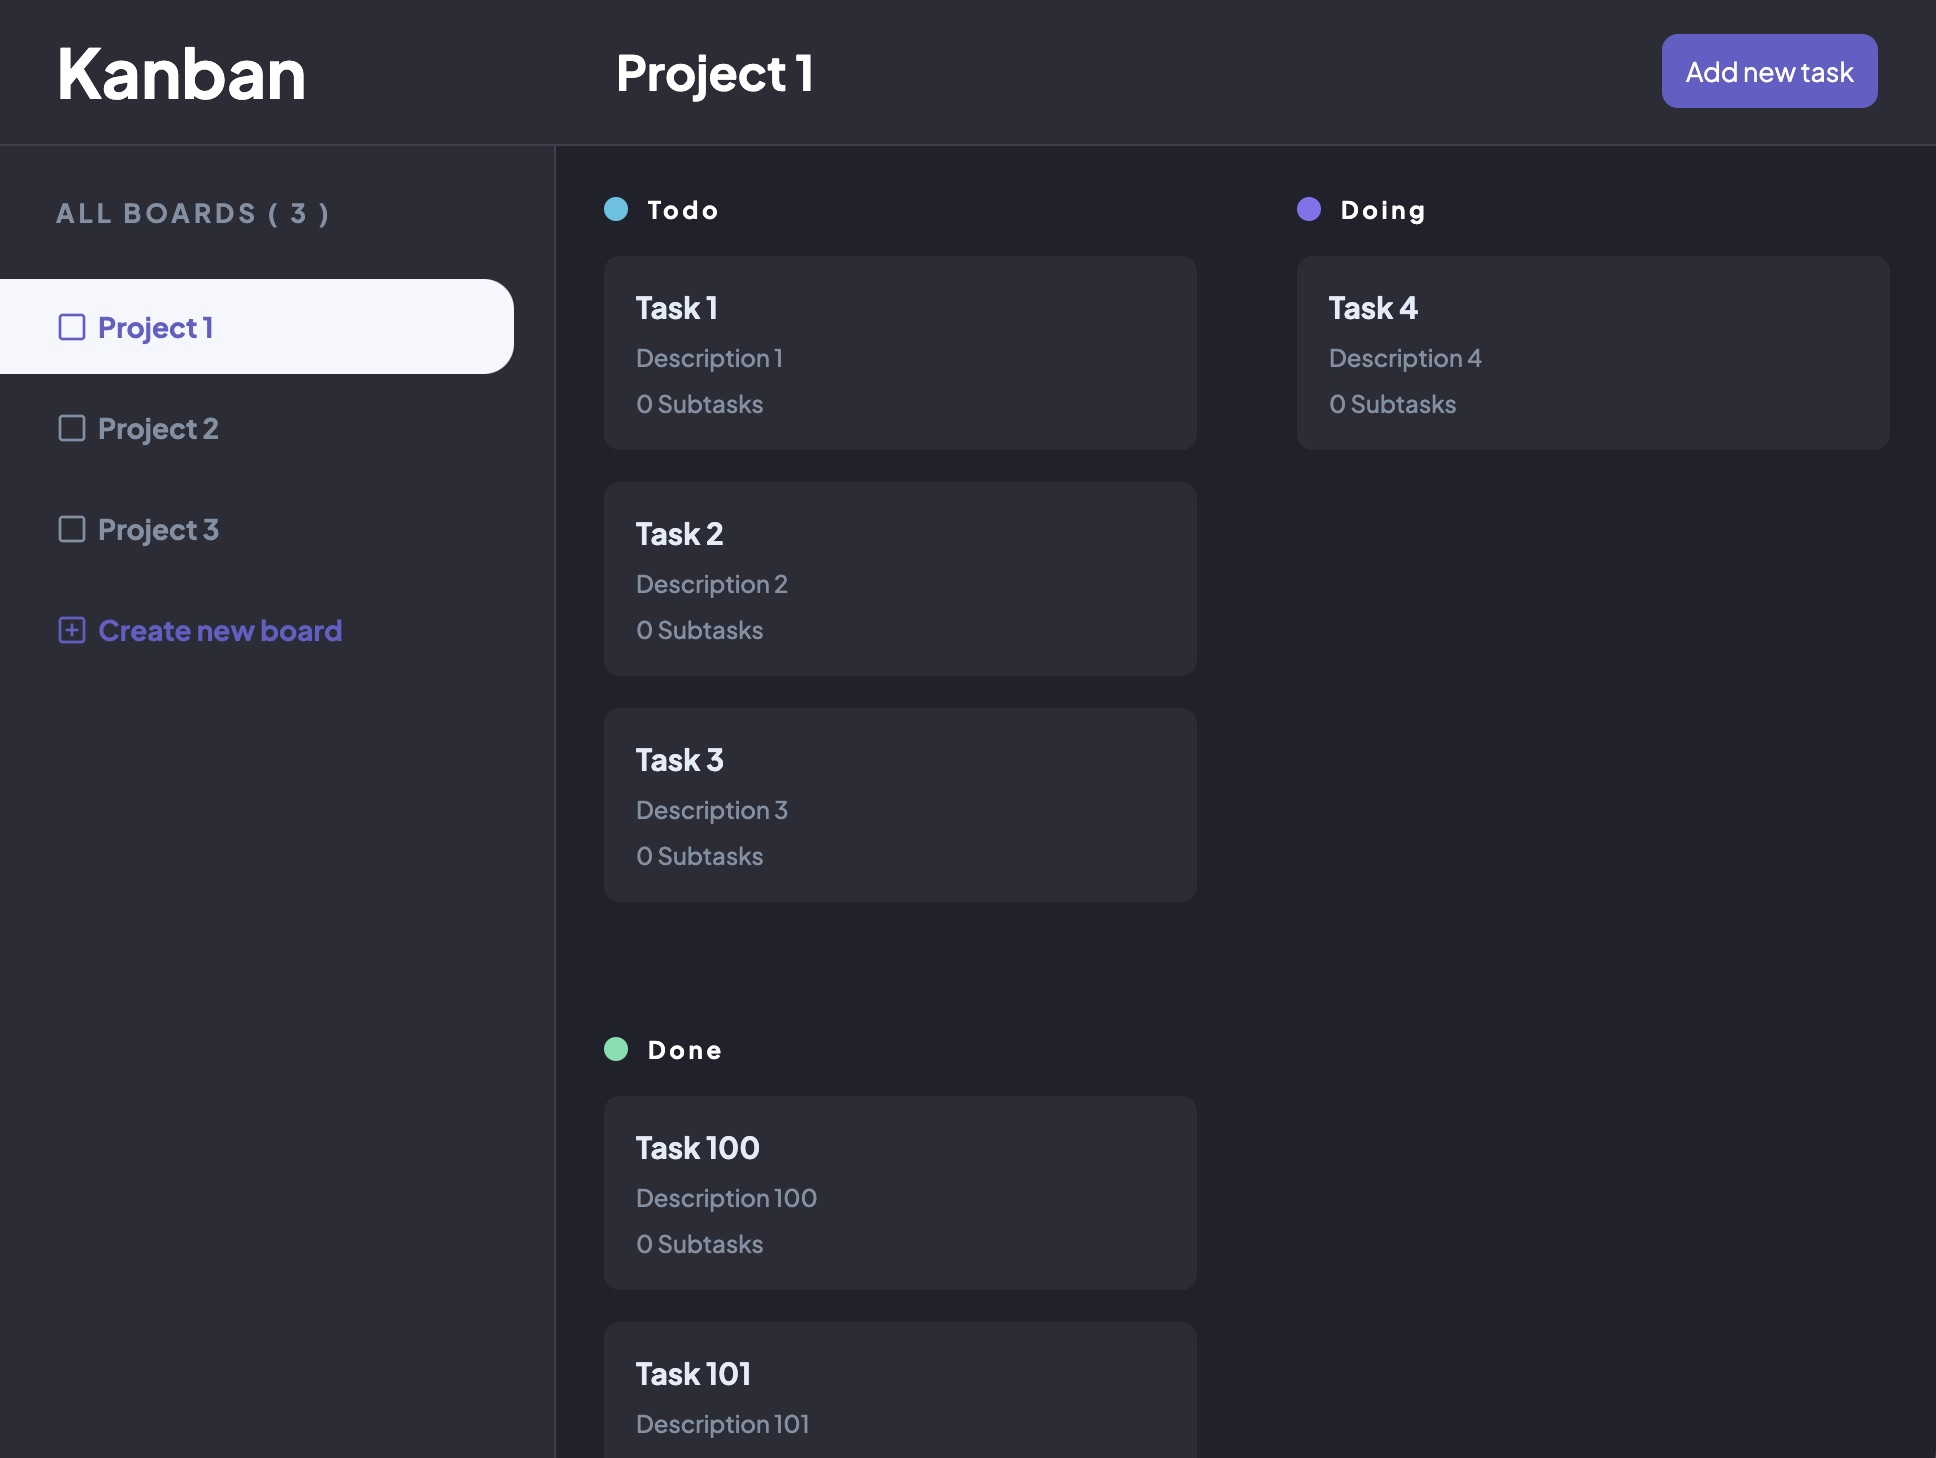 Kanban
Project 1
Add new task
ALL BOARDS ( 3 )
Project 1
Project 2
Project 3
Create new board
Todo
Task 1
Description 1
0 Subtasks
Task 2
Description 2
0 Subtasks
Task 3
Description 3
0 Subtasks
Doing
Task 4
Description 4
0 Subtasks
Done
Task 100
Description 100
0 Subtasks
Task 101
Description 101